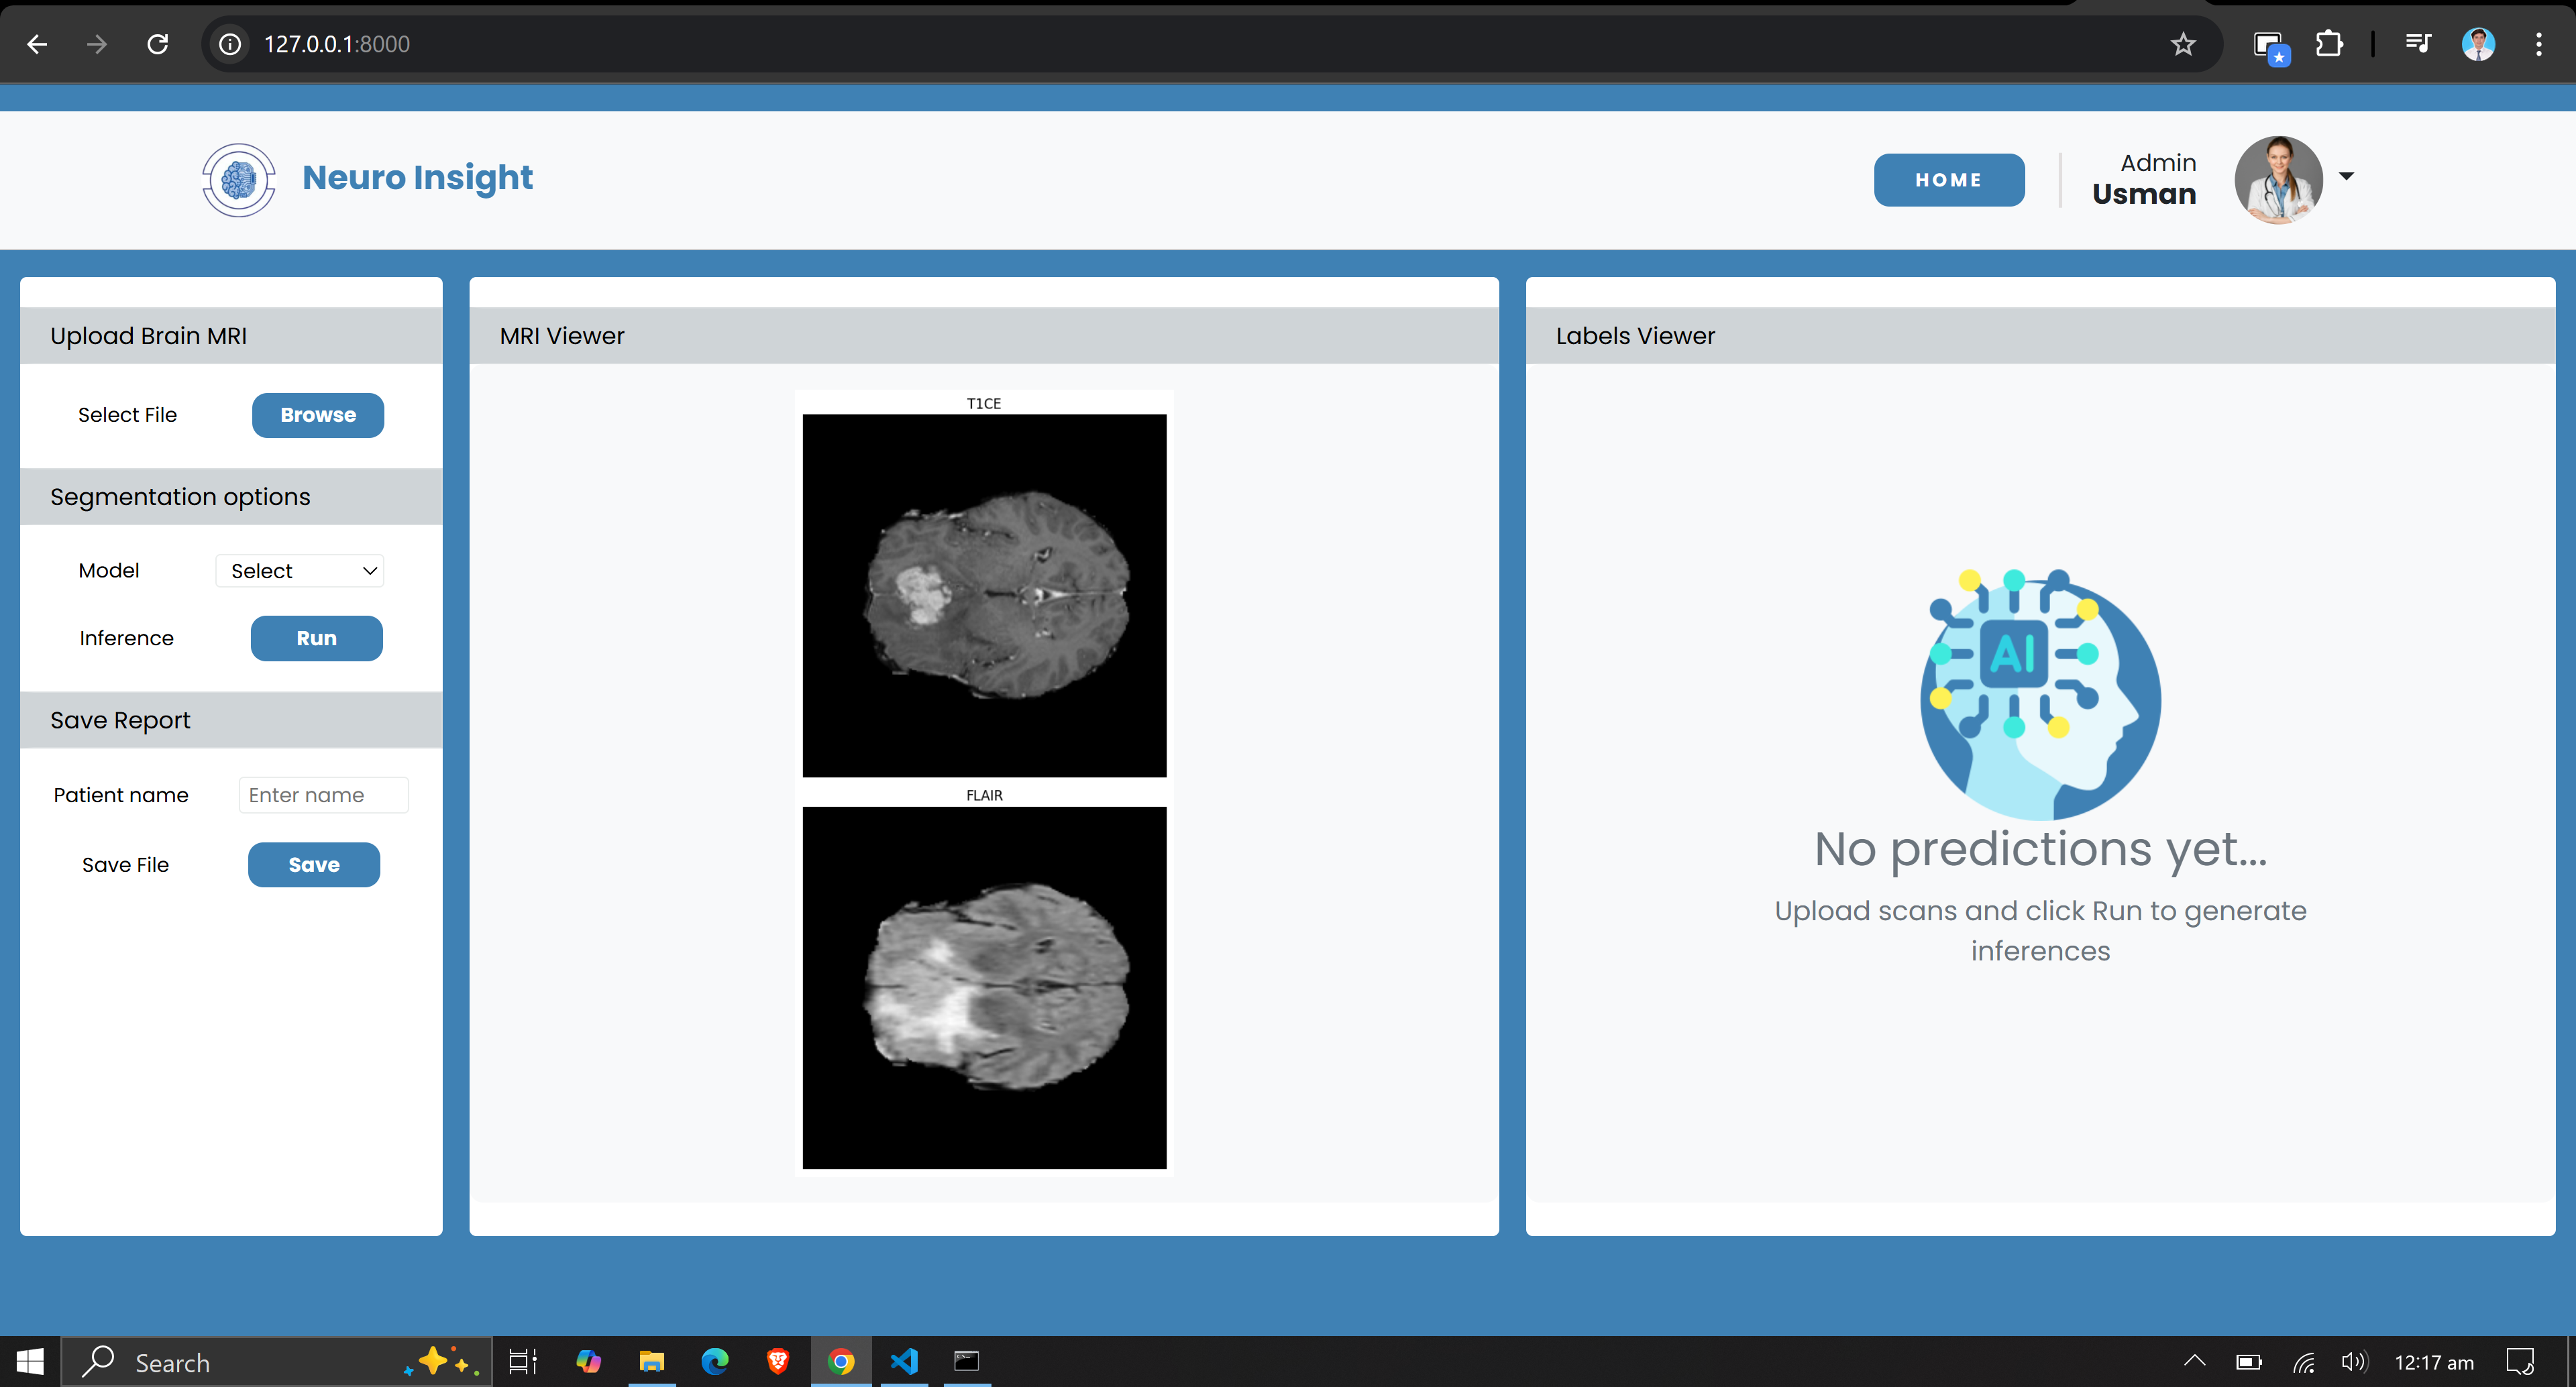 127.0.0.1:8000
Neuro Insight
HOME
Admin
Usman
Upload Brain MRI
Select File
Browse
Segmentation options
Model
Select
Inference
Run
Save Report
Patient name
Enter name
Save File
Save
MRI Viewer
T1CE
FLAIR
Labels Viewer
AI
No predictions yet...
Upload scans and click Run to generate
inferences
Search
12:17 am